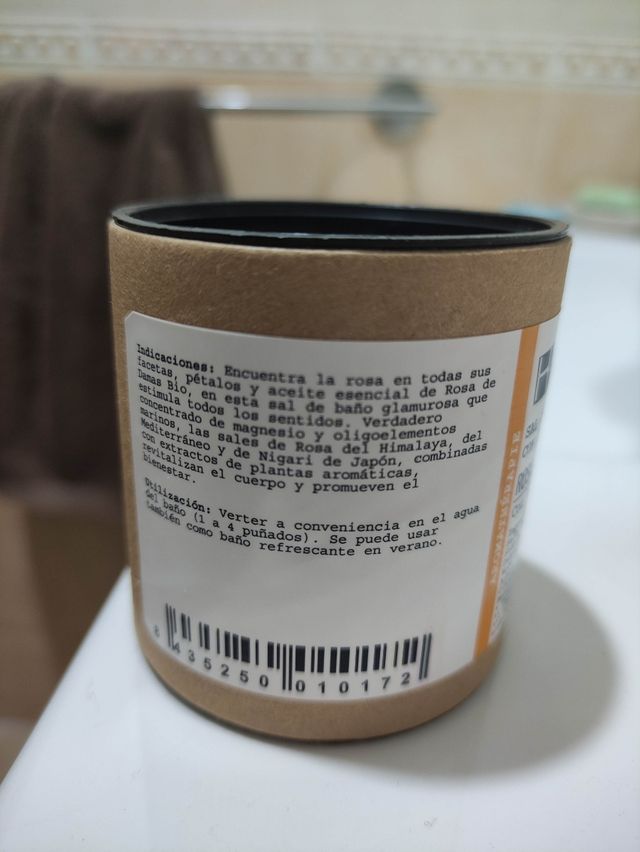 Indicaciones: Encuentra la rosa en todas sus
facetas, pétalos y aceite esencial de Rosa de
Damas Bio, en esta sal de baño glamurosa que
estimula todos los sentidos. Verdadero
concentrado de magnesio y oligoelementos
marinos, las sales de Rosa del Himalaya, del
Mediterráneo y de Nigari de Japón, combinadas
con extractos de plantas aromáticas,
revitalizan el cuerpo y promueven el
bienestar.
Utilización: Verter a conveniencia en el agua
del baño (1 a 4 puñados). Se puede usar
también como baño refrescante en verano.
8 435250 010172